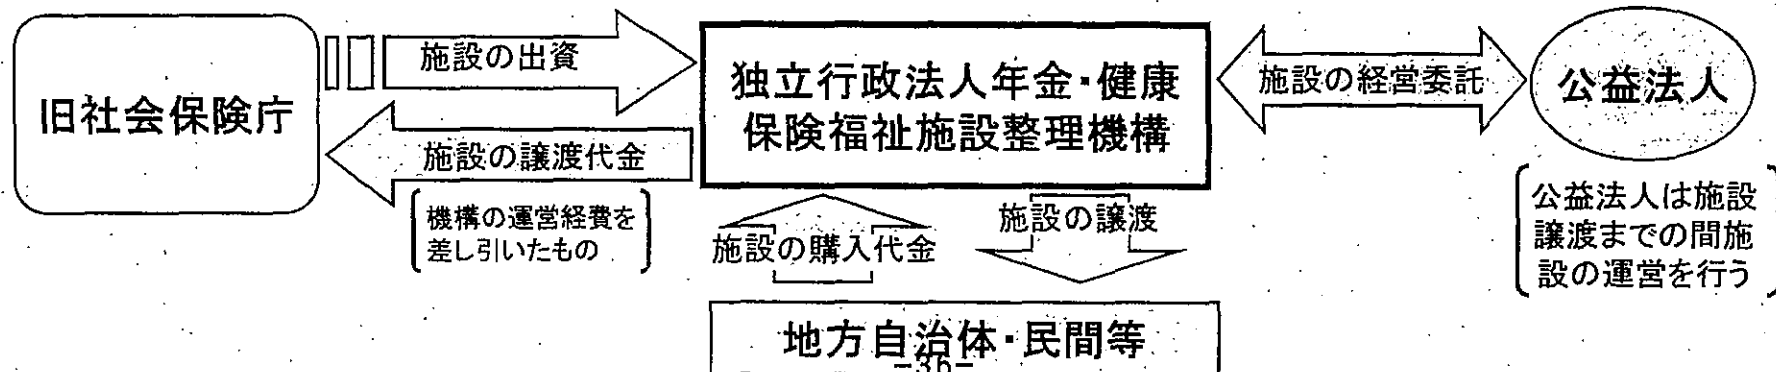 旧社会保険庁
施設の出資
施設の譲渡代金
機構の運営経費を
差し引いたもの
独立行政法人年金・健康
保険福祉施設整理機構
施設の経営委託
公益法人
公益法人は施設
譲渡までの間施
設の運営を行う
施設の購入代金
施設の譲渡
地方自治体・民間等
-36-